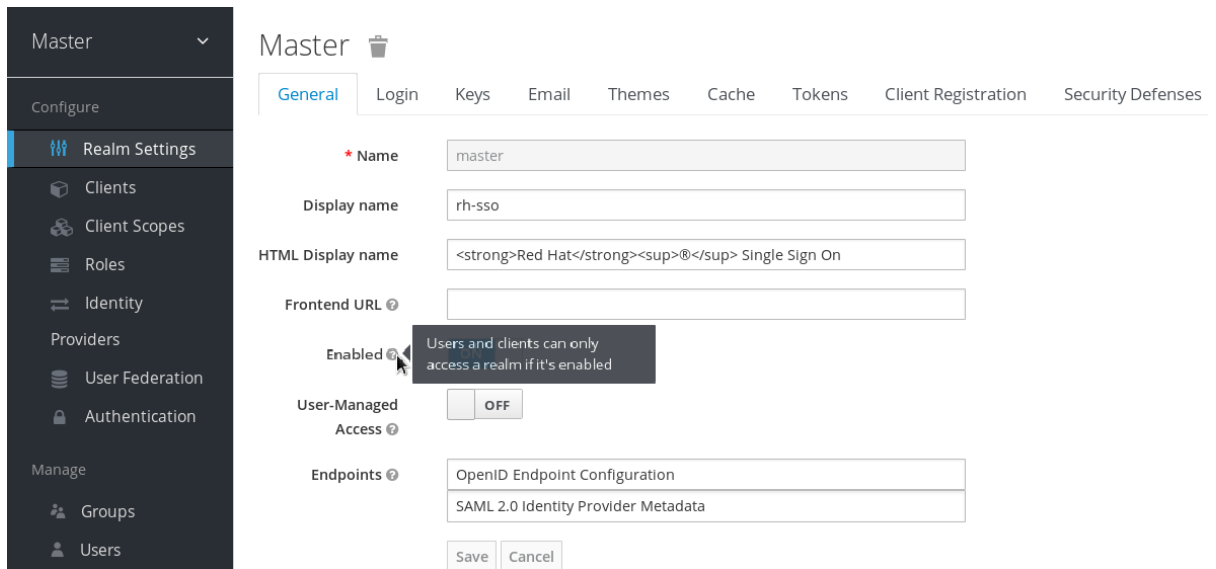 Master
Configure
Realm Settings
Clients
Client Scopes
Roles
Identity
Providers
User Federation
Authentication
Manage
Groups
Users
Master
General Login Keys Email Themes Cache Tokens Client Registration Security Defenses
* Name master
Display name rh-sso
HTML Display name <strong>Red Hat</strong><sup>®</sup> Single Sign On
Frontend URL
Enabled ON
Users and clients can only
access a realm if it's enabled
User-Managed
Access OFF
Endpoints OpenID Endpoint Configuration
SAML 2.0 Identity Provider Metadata
Save Cancel